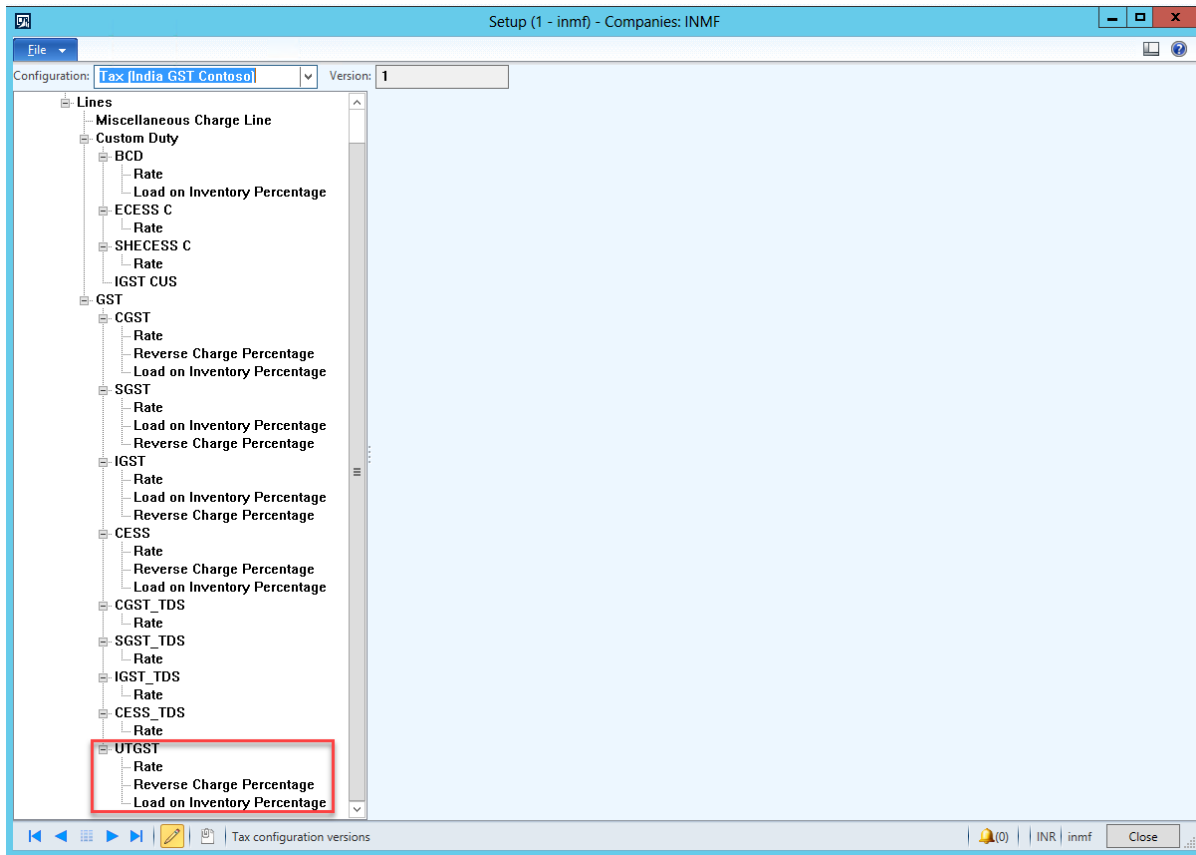 Setup (1 - inmf) - Companies: INMF
File
Configuration: Tax (India GST Contoso) Version: 1
Lines
Miscellaneous Charge Line
Custom Duty
BCD
Rate
Load on Inventory Percentage
ECESS C
Rate
SHECESS C
Rate
IGST CUS
GST
CGST
Rate
Reverse Charge Percentage
Load on Inventory Percentage
SGST
Rate
Load on Inventory Percentage
Reverse Charge Percentage
IGST
Rate
Load on Inventory Percentage
Reverse Charge Percentage
CESS
Rate
Reverse Charge Percentage
Load on Inventory Percentage
CGST_TDS
Rate
SGST_TDS
Rate
IGST_TDS
Rate
CESS_TDS
Rate
UTGST
Rate
Reverse Charge Percentage
Load on Inventory Percentage
Tax configuration versions (0) INR inmf Close